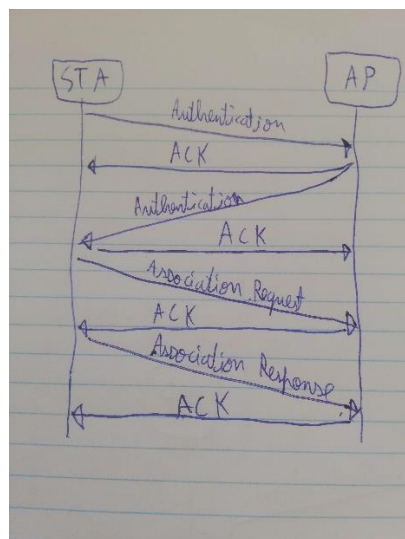 STA
AP
Authentication
ACK
Authentication
ACK
Association Request
ACK
Association Response
ACK